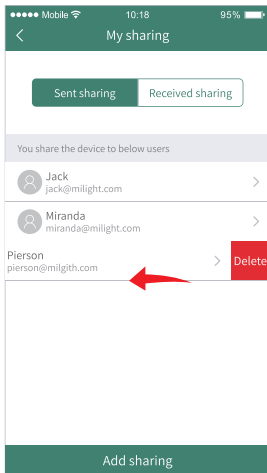 Mobile 10:18 95%
My sharing
Sent sharing Received sharing
You share the device to below users
Jack
jack@milight.com
Miranda
miranda@milight.com
Pierson
pierson@milgith.com
Delete
Add sharing